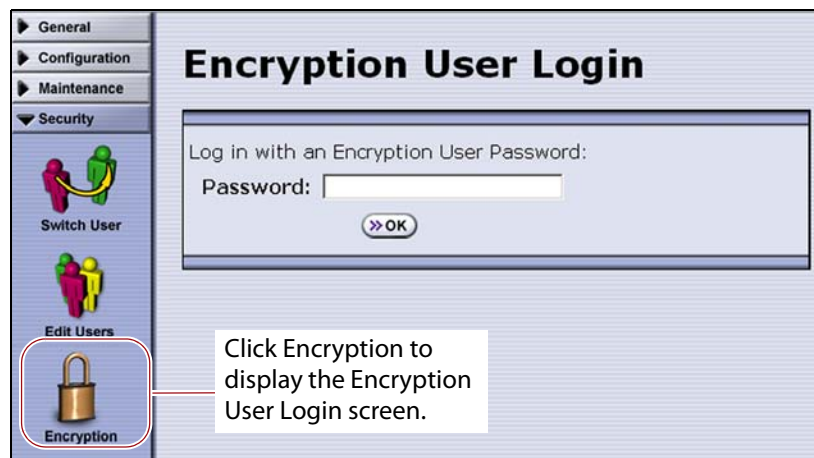 General
Configuration
Maintenance
Security
Switch User
Edit Users
Encryption
Encryption User Login
Log in with an Encryption User Password:
Password:
» OK
Click Encryption to
display the Encryption
User Login screen.